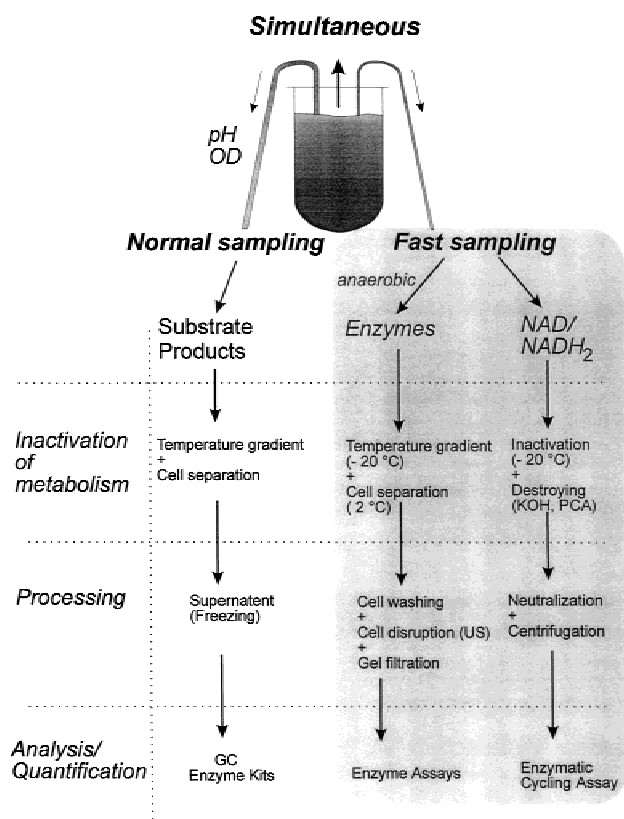 Simultaneous
pH
OD
Normal sampling
Fast sampling
anaerobic
Substrate
Products
Enzymes
NAD/
NADH2
Inactivation
of
metabolism
Temperature gradient
+
Cell separation
Temperature gradient
(- 20 °C)
+
Cell separation
( 2 °C)
Inactivation
(- 20 °C)
+
Destroying
(KOH, PCA)
Processing
Supernatent
(Freezing)
Cell washing
+
Cell disruption (US)
+
Gel filtration
Neutralization
+
Centrifugation
Analysis/
Quantification
GC
Enzyme Kits
Enzyme Assays
Enzymatic
Cycling Assay